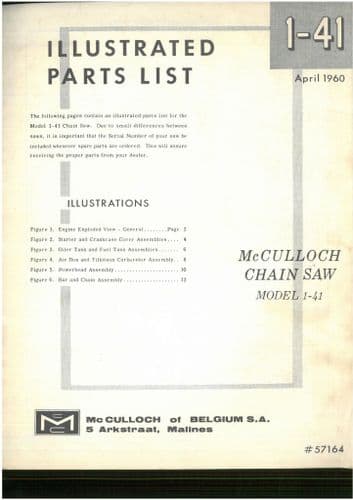 1-41
ILLUSTRATED
PARTS LIST
April 1960
The following pages contain an illustrated parts list for the
Model 1-41 Chain Saw. Due to small differences between
saws, it is important that the Serial Number of your saw be
included whenever spare parts are ordered. This will assure
receiving the proper parts from your dealer.
ILLUSTRATIONS
Figure 1. Engine Exploded View - General........Page 2
Figure 2. Starter and Crankcase Cover Assemblies.... 4
Figure 3. Oiler Tank and Fuel Tank Assemblies....... 6
Figure 4. Air Box and Tillotson Carburetor Assembly.. 8
Figure 5. Powerhead Assembly.................... 10
Figure 6. Bar and Chain Assembly................. 12
McCULLOCH
CHAIN SAW
MODEL 1-41
McCULLOCH of BELGIUM S.A.
5 Arkstraat, Malines
#57164